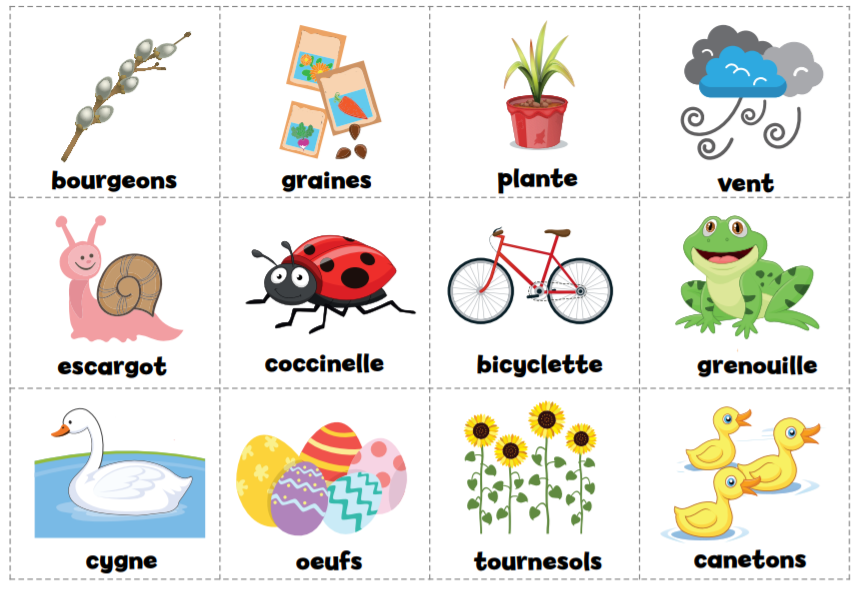 bourgeons
graines
plante
vent
escargot
coccinelle
bicyclette
grenouille
cygne
oeufs
tournesols
canetons